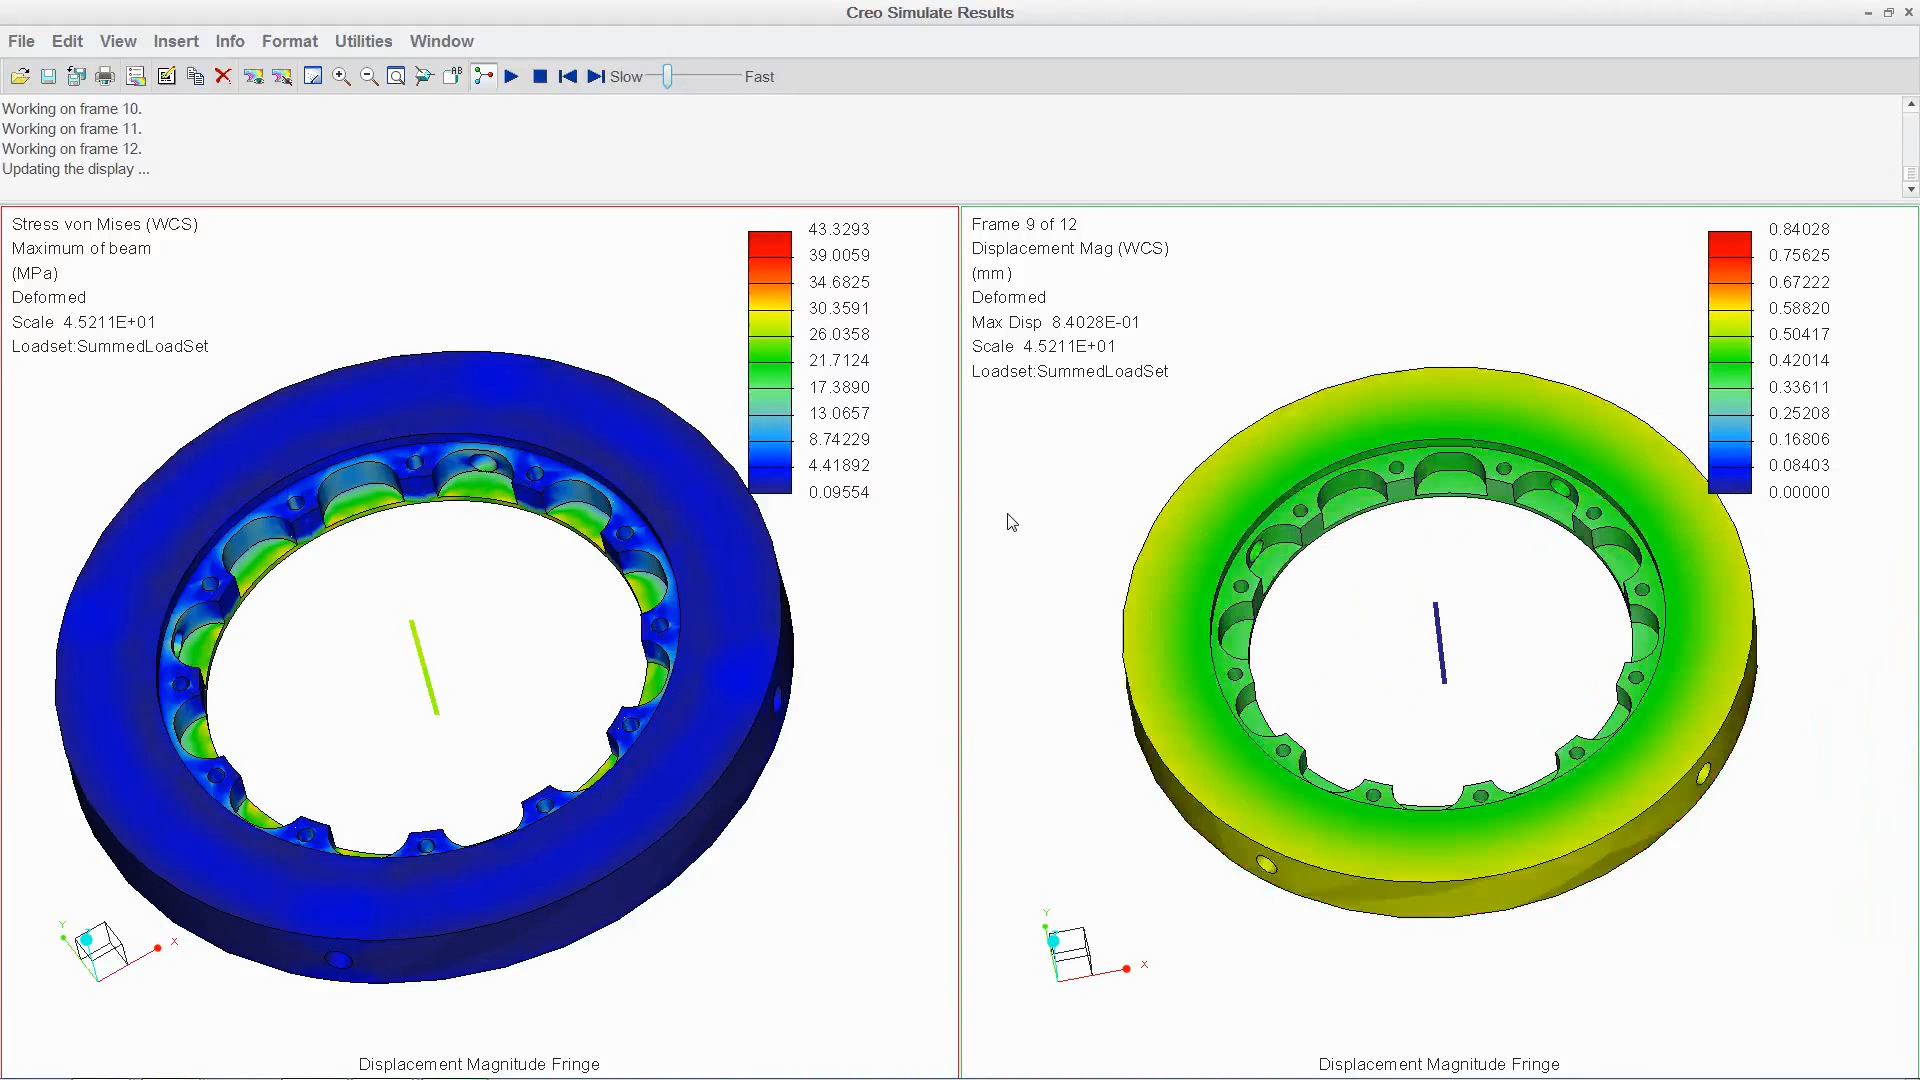 Creo Simulate Results
File Edit View Insert Info Format Utilities Window
AB
Slow Fast
Working on frame 10.
Working on frame 11.
Working on frame 12.
Updating the display ...
Stress von Mises (WCS)
Maximum of beam
(MPa)
Deformed
Scale 4.5211E+01
Loadset:SummedLoadSet
43.3293
39.0059
34.6825
30.3591
26.0358
21.7124
17.3890
13.0657
8.74229
4.41892
0.09554
Y
X
Displacement Magnitude Fringe
Frame 9 of 12
Displacement Mag (WCS)
(mm)
Deformed
Max Disp 8.4028E-01
Scale 4.5211E+01
Loadset:SummedLoadSet
0.84028
0.75625
0.67222
0.58820
0.50417
0.42014
0.33611
0.25208
0.16806
0.08403
0.00000
Y
X
Displacement Magnitude Fringe